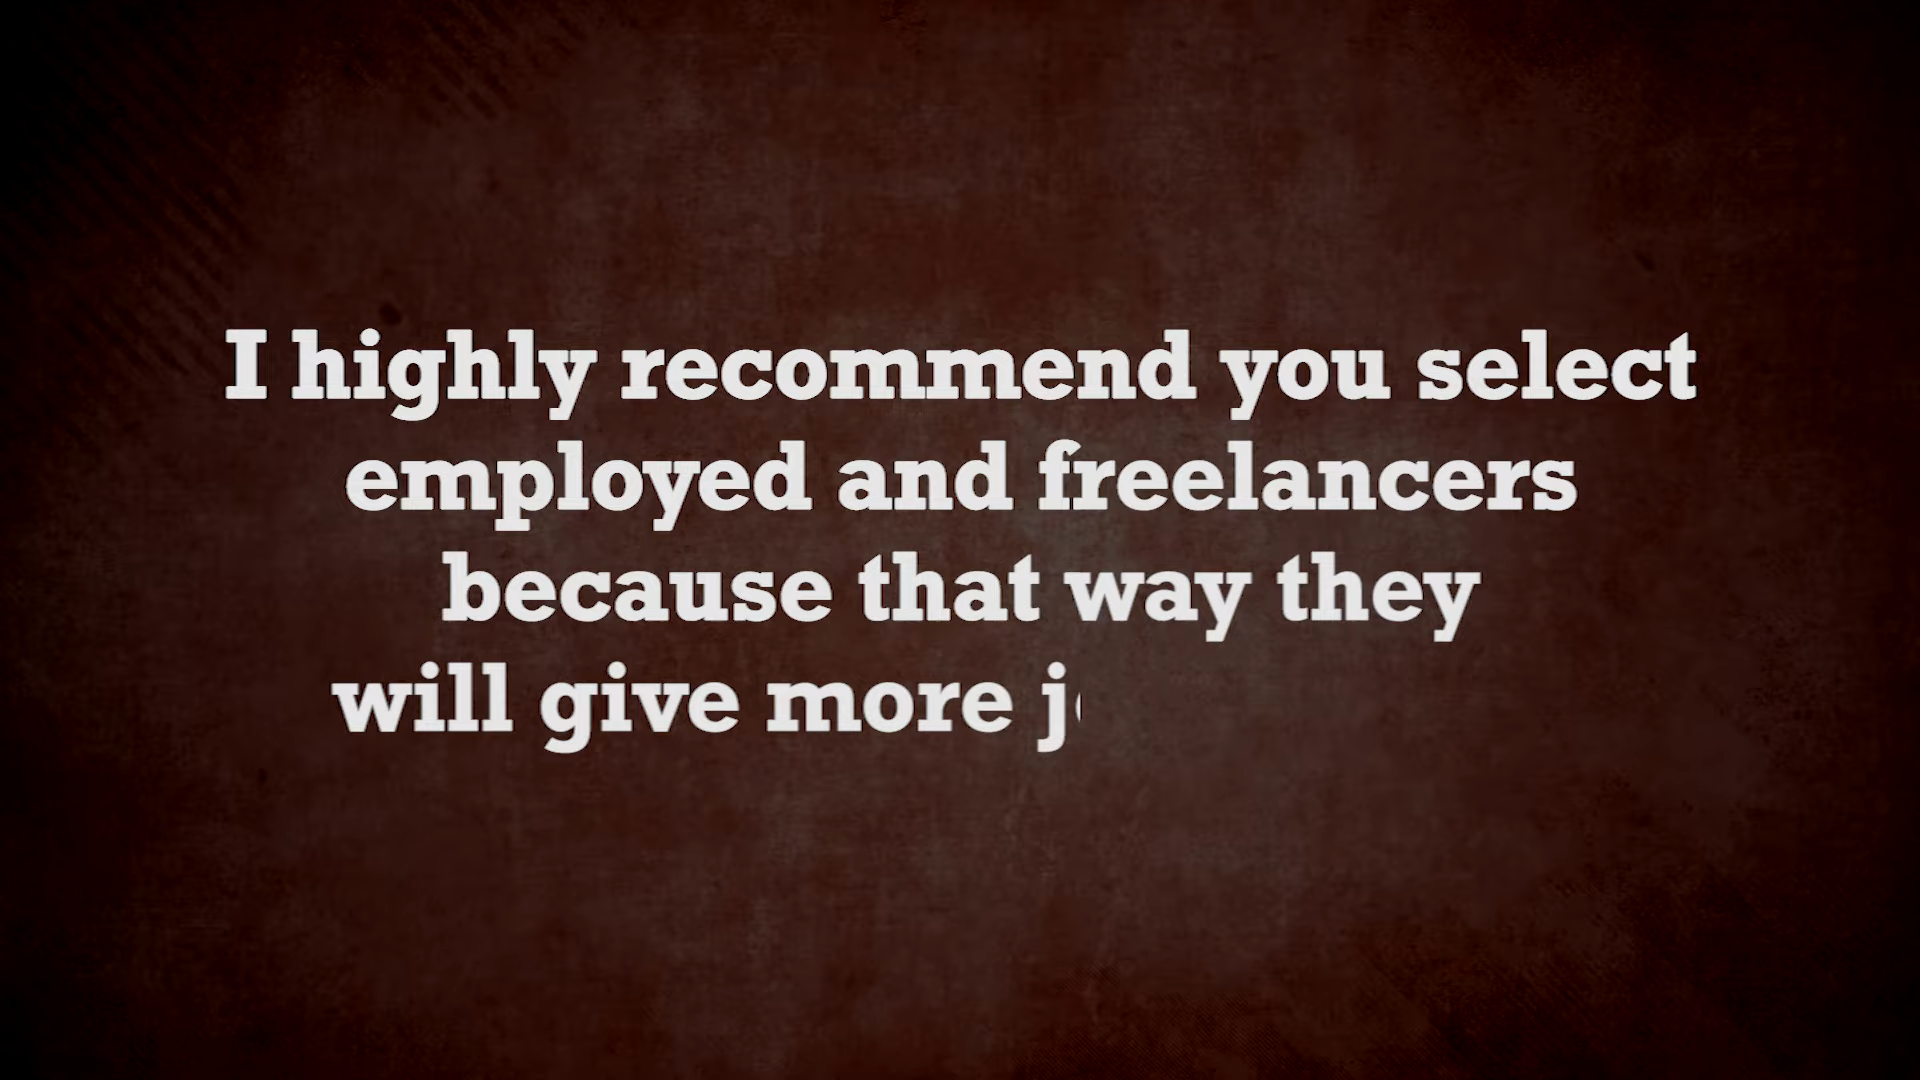 I highly recommend you select
employed and freelancers
because that way they
will give more